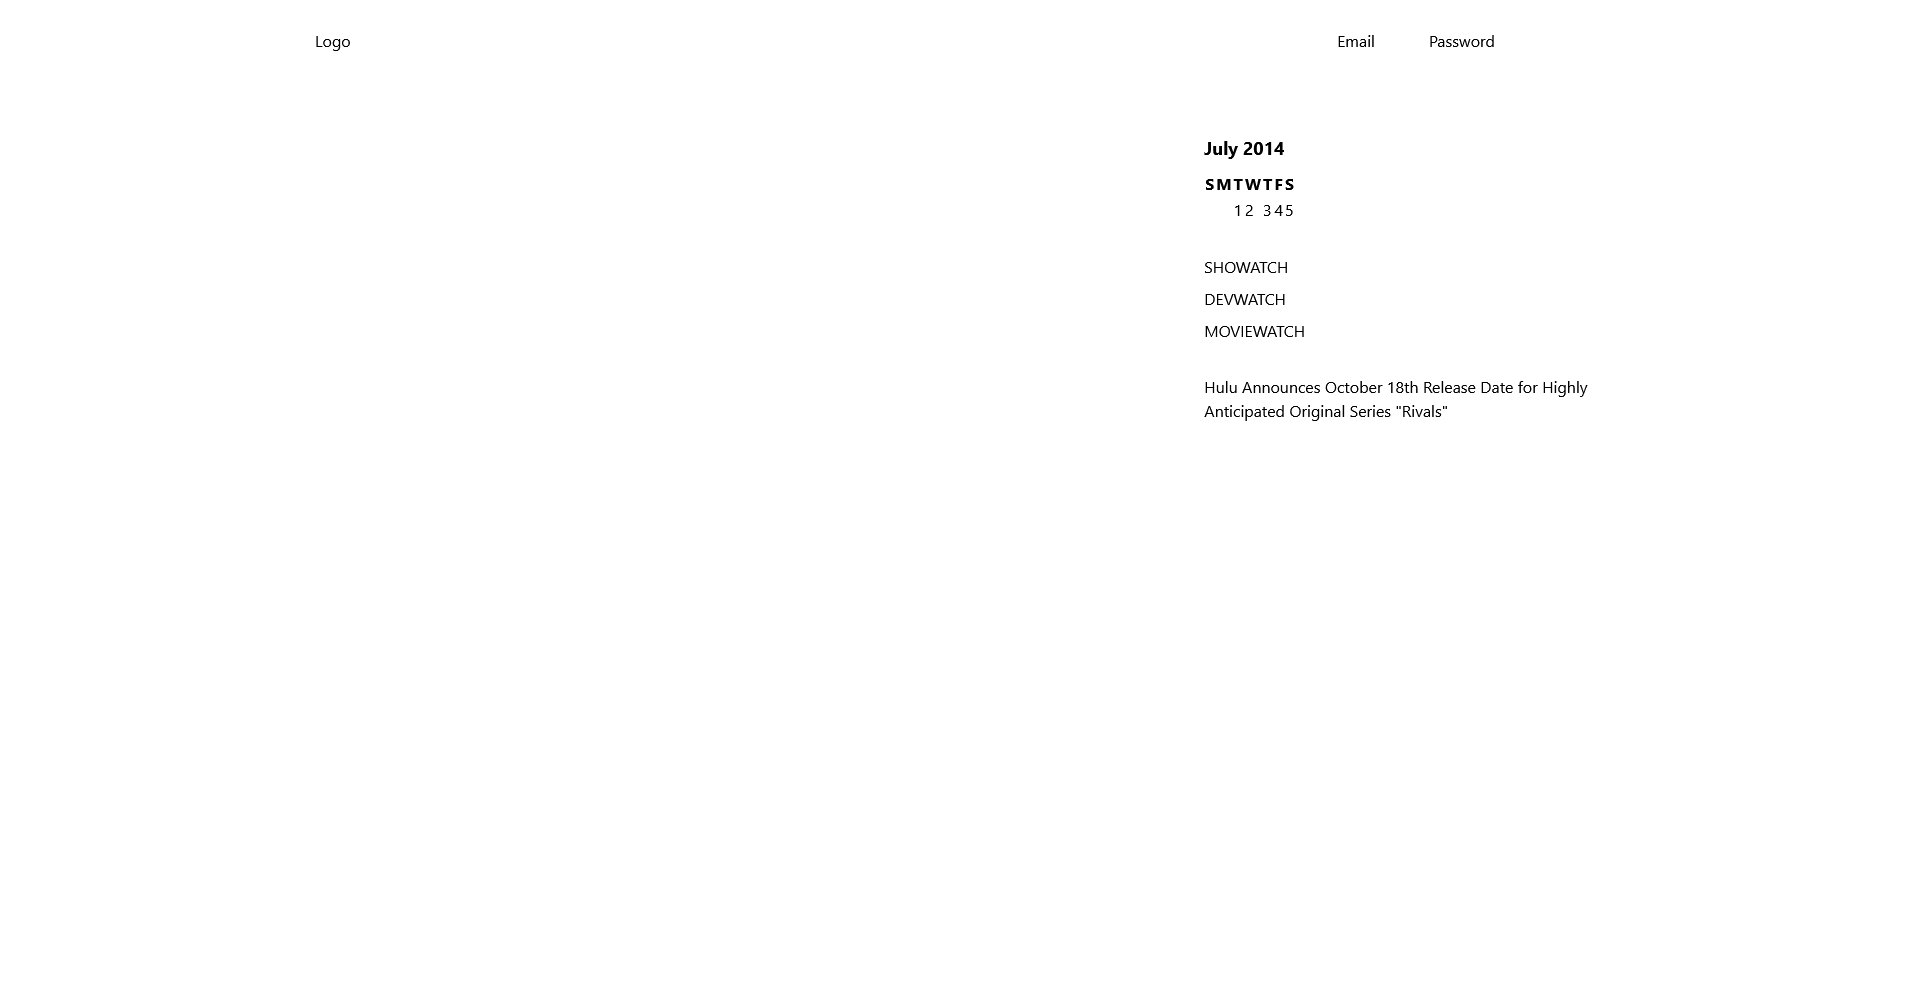 Logo
Email Password
July 2014
S M T W T F S
1 2 3 4 5
SHOWATCH
DEVWATCH
MOVIEWATCH
Hulu Announces October 18th Release Date for Highly
Anticipated Original Series "Rivals"